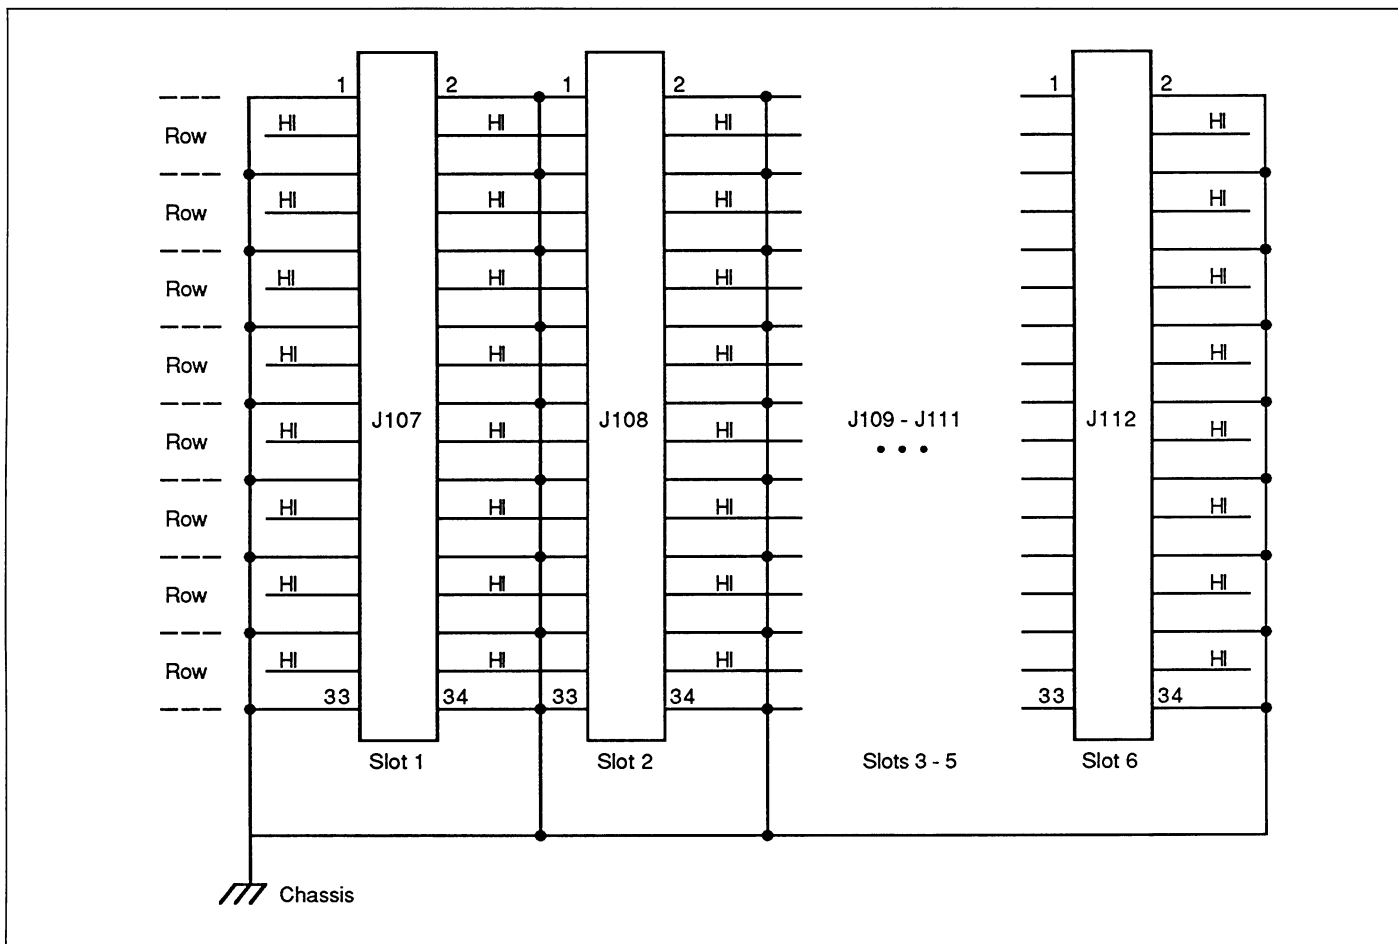 1 2 1 2 1 2
Row HI HI HI HI
Row HI HI HI HI
Row HI HI HI HI
Row HI HI HI HI
J107 J108 J109 - J111 J112
• • •
Row HI HI HI HI
Row HI HI HI HI
Row HI HI HI HI
Row HI HI HI HI
33 34 33 34 33 34
Slot 1 Slot 2 Slots 3 - 5 Slot 6
Chassis